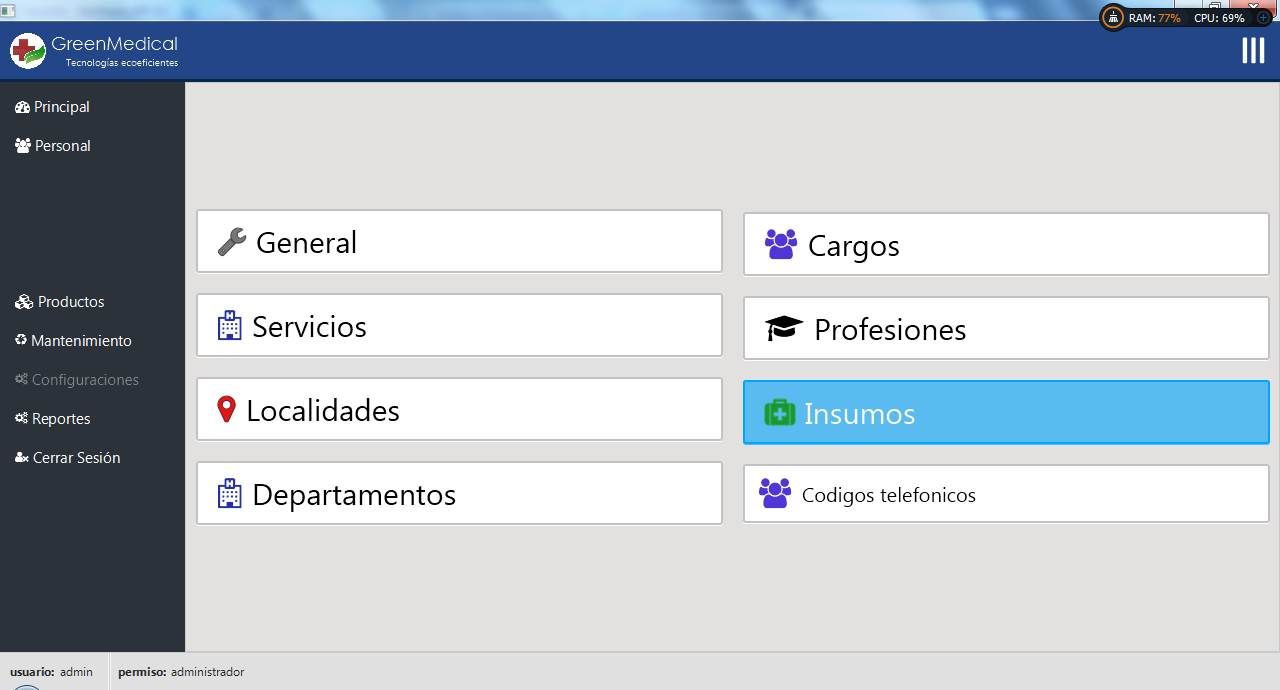 RAM: 77% CPU: 69%
GreenMedical
Tecnologías ecoeficientes
Principal
Personal
Productos
Mantenimiento
Configuraciones
Reportes
Cerrar Sesión
General
Servicios
Localidades
Departamentos
Cargos
Profesiones
Insumos
Codigos telefonicos
usuario: admin
permiso: administrador